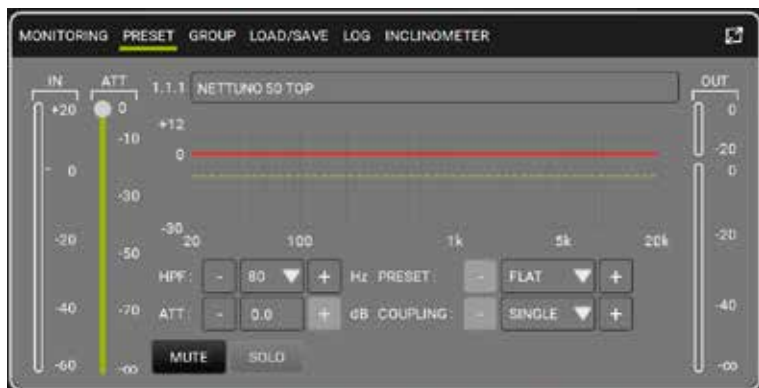 MONITORING PRESET GROUP LOAD/SAVE LOG INCLINOMETER
IN ATT 1.1.1 NETTUNO 50 TOP OUT
+20 0 +12 0
-10 0 -20
0 0
-30
-20 -30 20 100 1k 5k 20k -20
-50
HPF: - 80 + Hz PRESET: - FLAT +
-40 -70 ATT: - 0.0 + dB COUPLING: - SINGLE + -40
MUTE SOLO
-60 -∞ -∞